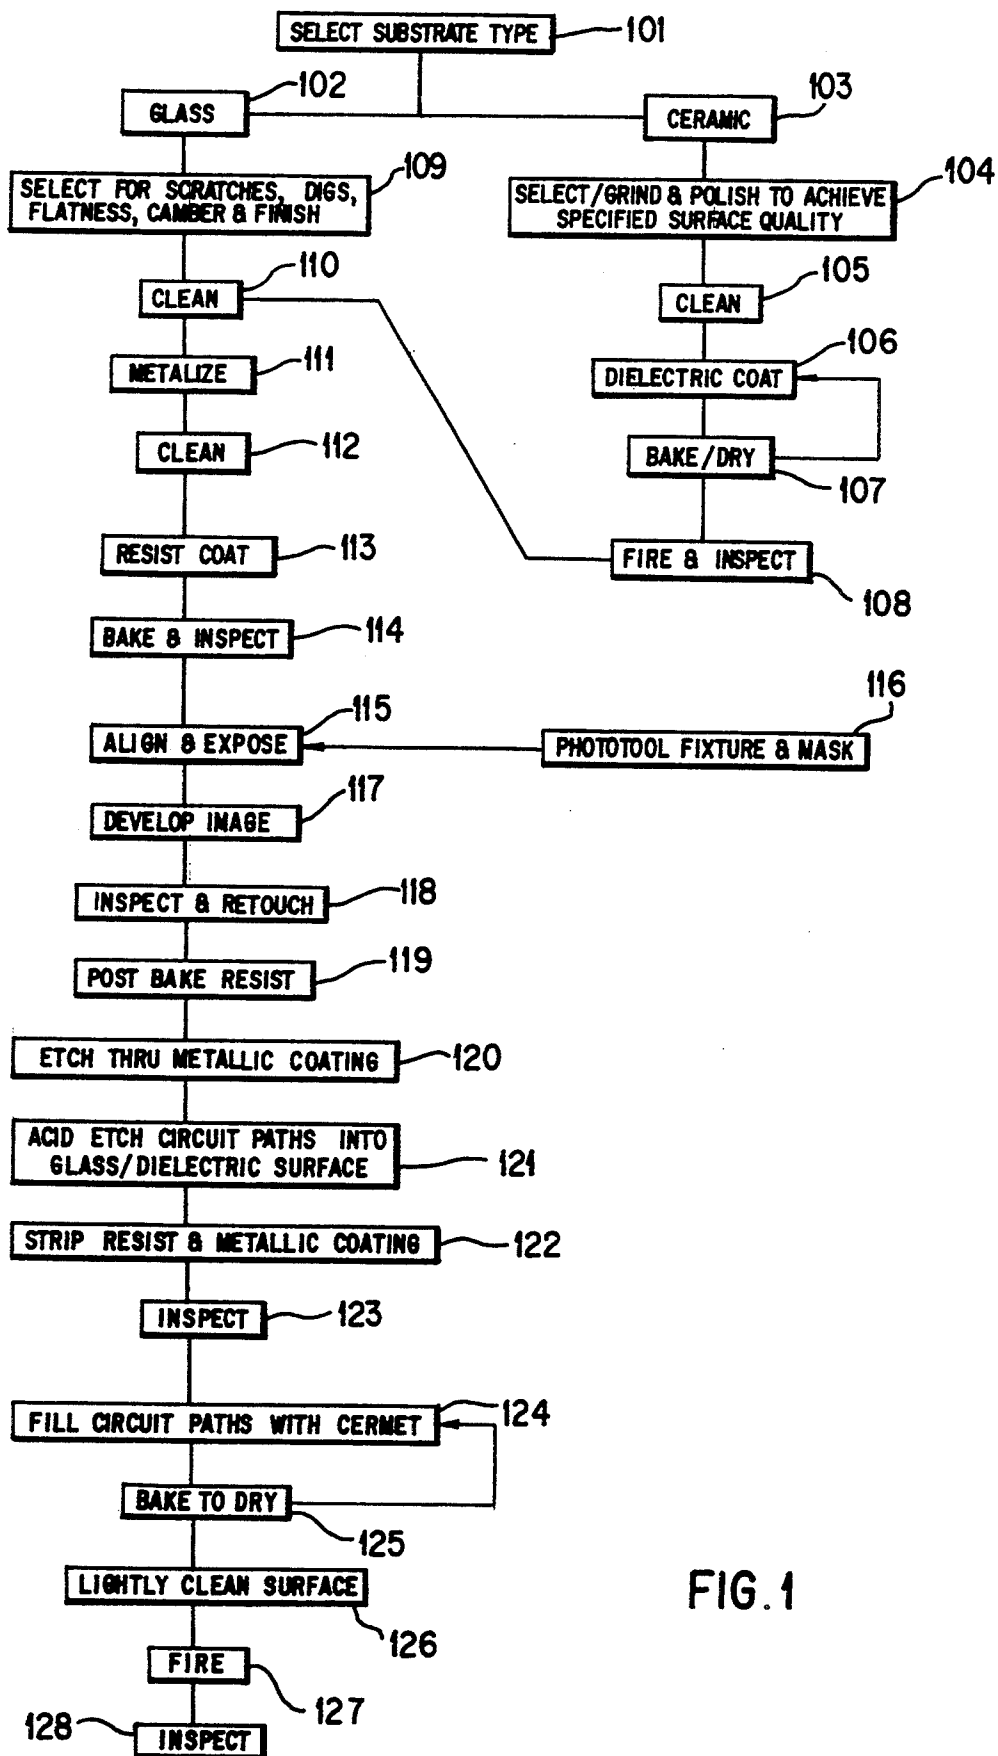 SELECT SUBSTRATE TYPE 101
102
GLASS
103
CERAMIC
109
SELECT FOR SCRATCHES, DIGS,
FLATNESS, CAMBER & FINISH
104
SELECT/GRIND & POLISH TO ACHIEVE
SPECIFIED SURFACE QUALITY
110
CLEAN
105
CLEAN
111
METALIZE
106
DIELECTRIC COAT
112
CLEAN
BAKE/DRY
107
113
RESIST COAT
FIRE & INSPECT
108
114
BAKE & INSPECT
115
ALIGN & EXPOSE
116
PHOTOTOOL FIXTURE & MASK
117
DEVELOP IMAGE
118
INSPECT & RETOUCH
119
POST BAKE RESIST
ETCH THRU METALLIC COATING 120
ACID ETCH CIRCUIT PATHS INTO
GLASS/DIELECTRIC SURFACE 121
STRIP RESIST & METALLIC COATING 122
INSPECT 123
124
FILL CIRCUIT PATHS WITH CERMET
BAKE TO DRY
125
LIGHTLY CLEAN SURFACE
126
FIRE
127
128 INSPECT
FIG. 1